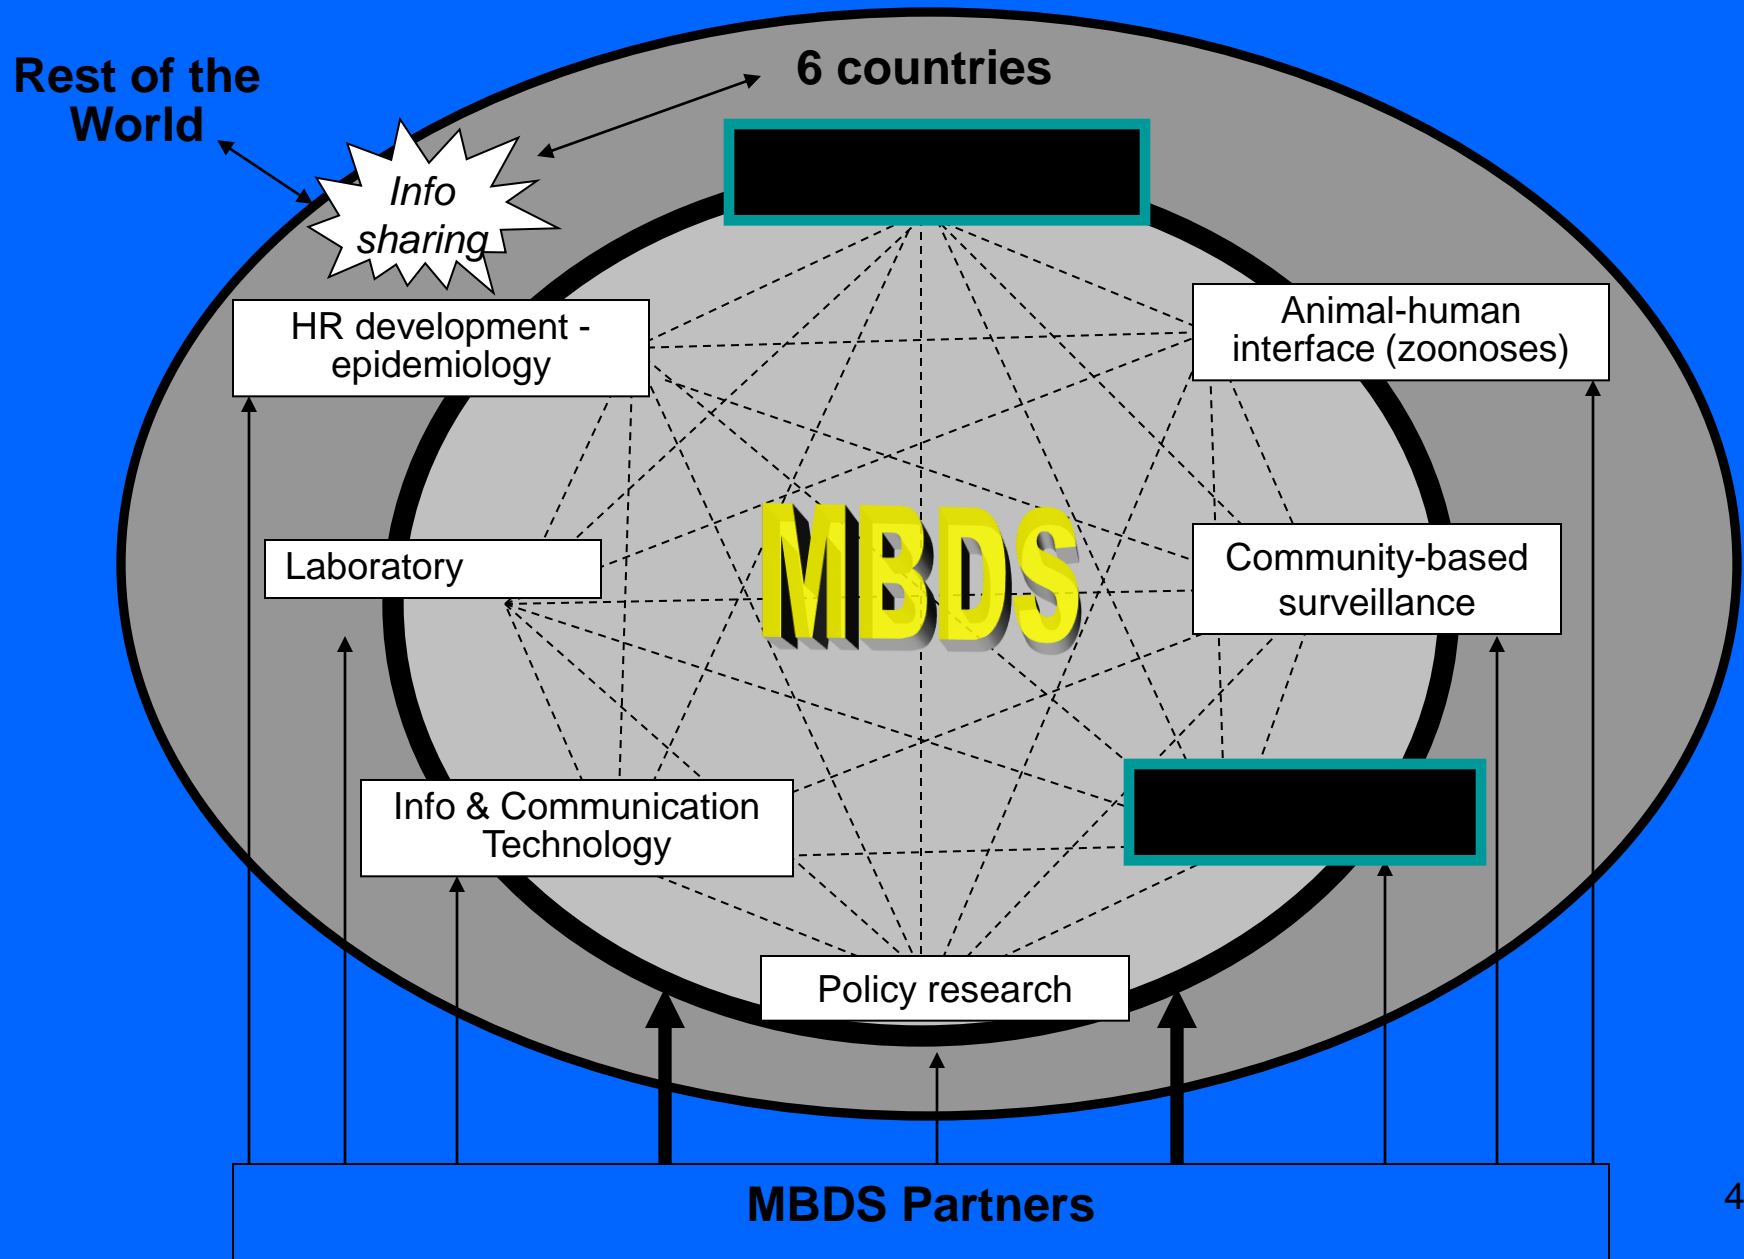 Rest of the
World
6 countries
Info
sharing
HR development -
epidemiology
Animal-human
interface (zoonoses)
Laboratory
MBDS
Community-based
surveillance
Info & Communication
Technology
Policy research
MBDS Partners
4